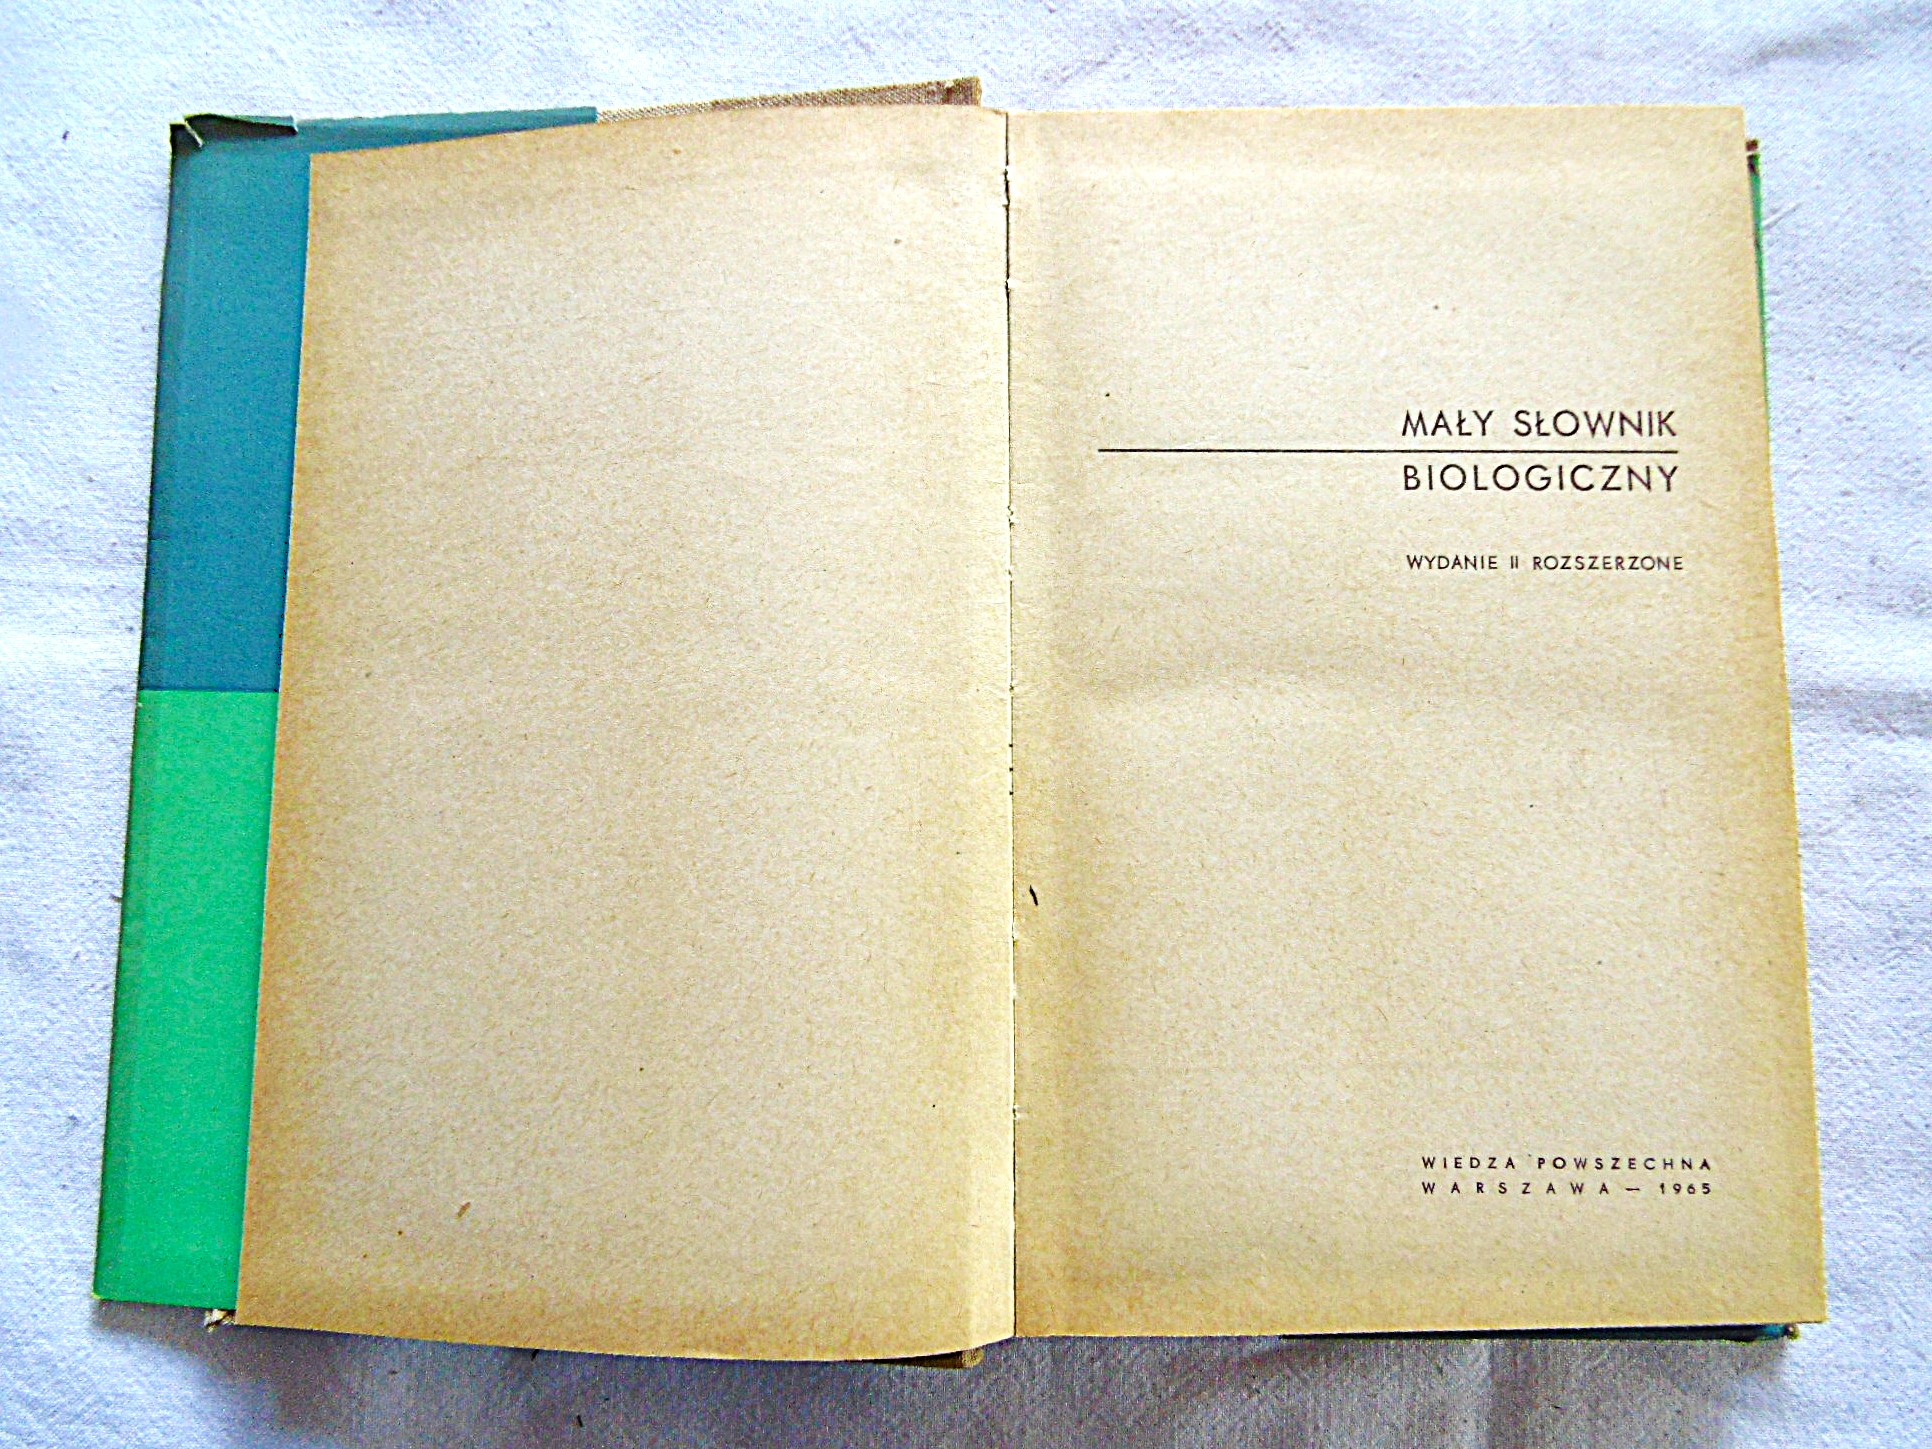 MAŁY SŁOWNIK
BIOLOGICZNY
WYDANIE II ROZSZERZONE
WIEDZA POWSZECHNA
WARSZAWA — 1965